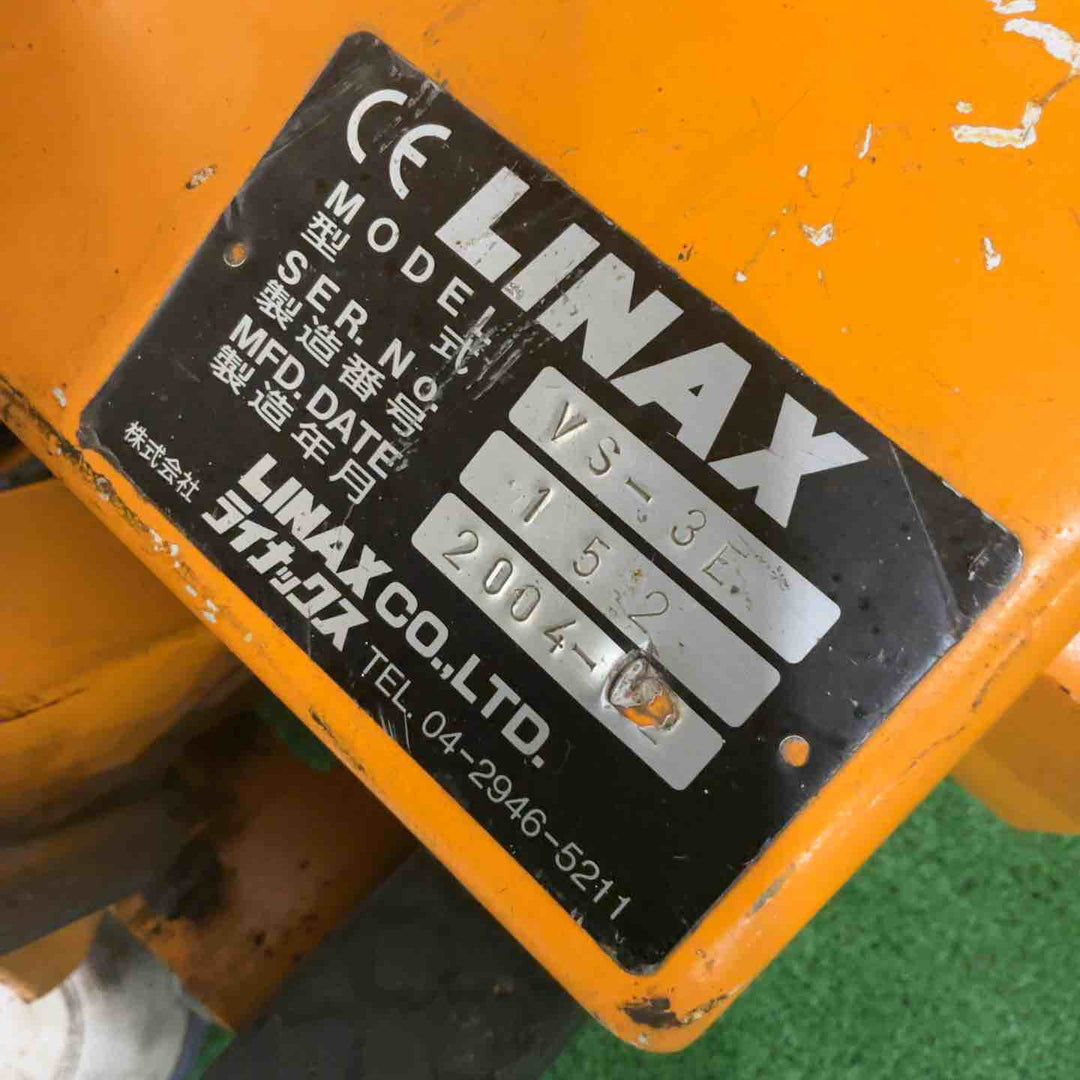 CE LINAX
MODEL
型式 VS-3E
SER. No.
製造番号 152
MFD. DATE
製造年月 2004-
LINAX CO., LTD.
株式会社 ライナックス
TEL. 04-2946-5211